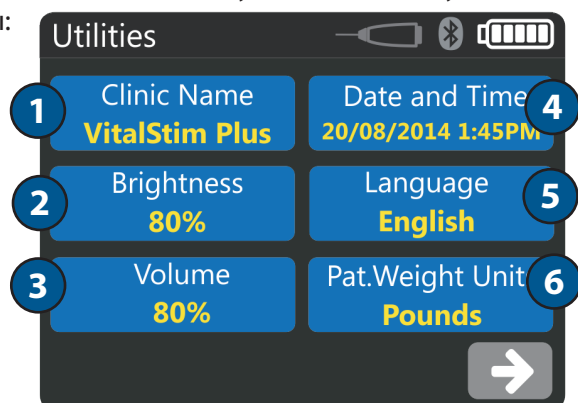 Utilities
1
Clinic Name
VitalStim Plus
Date and Time
4
20/08/2014 1:45PM
2
Brightness
80%
Language
5
English
3
Volume
80%
Pat.Weight Unit
6
Pounds